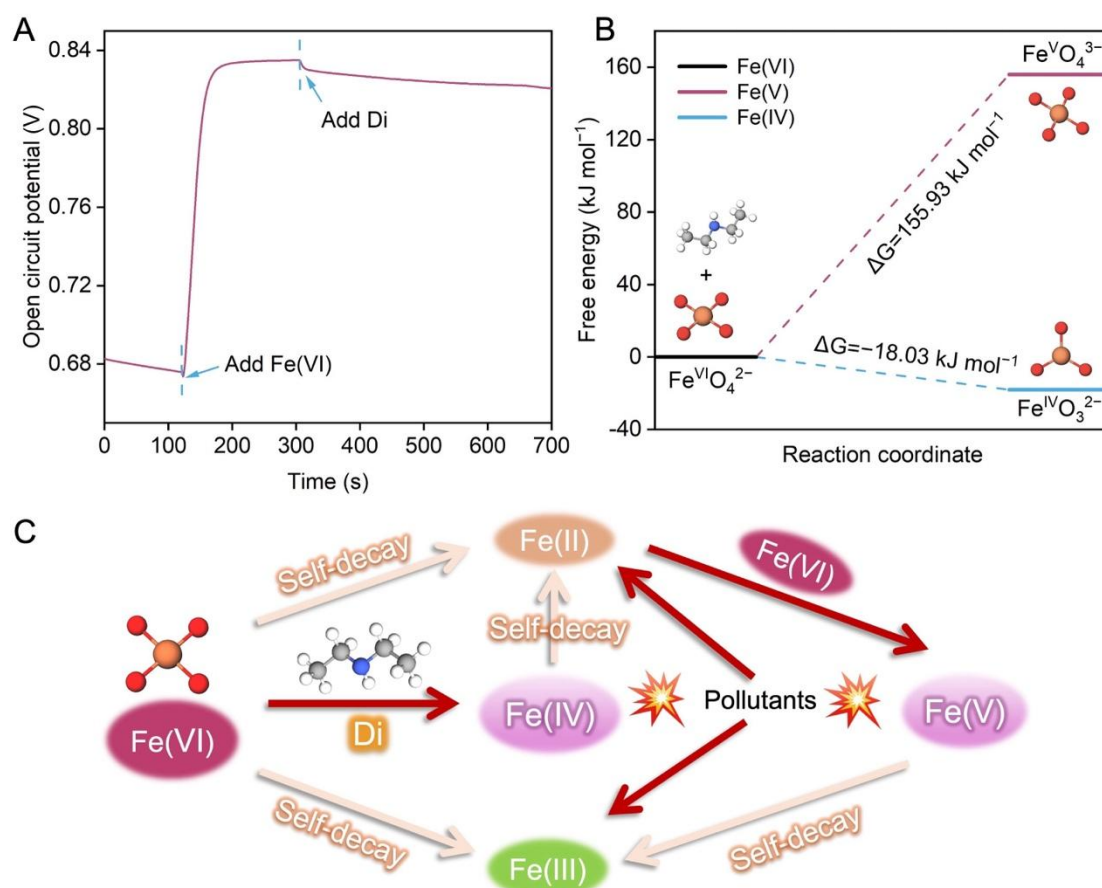 A
Open circuit potential (V)
0.84
0.80
0.76
0.72
0.68
Add Di
Add Fe(VI)
0
100
200
300
400
500
600
700
Time (s)
B
Free energy (kJ mol⁻¹)
160
120
80
40
0
-40
Fe(VI)
Fe(V)
Fe(IV)
Fe^VO₄³⁻
ΔG=155.93 kJ mol⁻¹
+
ΔG=−18.03 kJ mol⁻¹
Fe^VIO₄²⁻
Fe^IVO₃²⁻
Reaction coordinate
C
Self-decay
Fe(II)
Fe(VI)
Self-decay
Fe(VI)
Di
Fe(IV)
Pollutants
Fe(V)
Self-decay
Fe(III)
Self-decay